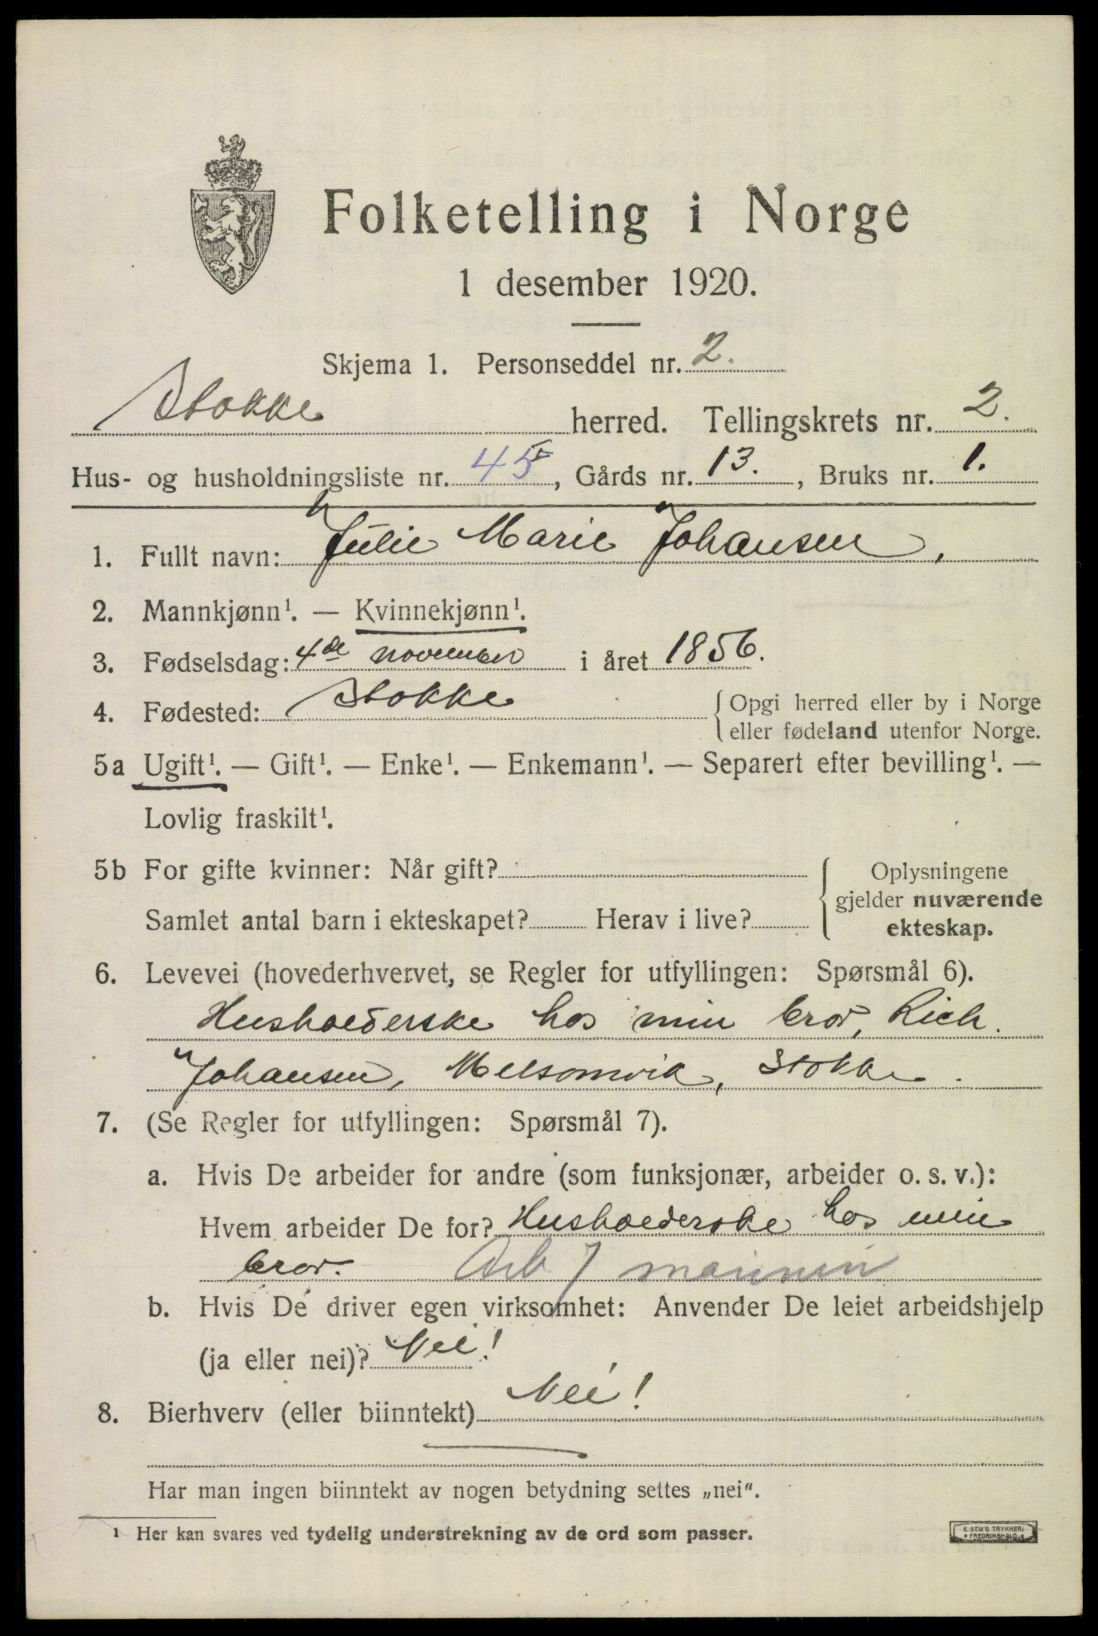 Folketelling i Norge
1 desember 1920.
Skjema 1. Personseddel nr. 2.
Stokke herred. Tellingskrets nr. 2.
Hus- og husholdningsliste nr. 45, Gårds nr. 13., Bruks nr. 1.
1. Fullt navn: Julie Marie Johansen,
2. Mannkjønn¹. — Kvinnekjønn¹.
3. Fødselsdag: 4de november i året 1856.
4. Fødested: Stokke {Opgi herred eller by i Norge
eller fødeland utenfor Norge.
5a Ugift¹. — Gift¹. — Enke¹. — Enkemann¹. — Separert efter bevilling¹. —
Lovlig fraskilt¹.
5b For gifte kvinner: Når gift? Oplysningene
gjelder nuværende
Samlet antal barn i ekteskapet? Herav i live? ekteskap.
6. Levevei (hovederhvervet, se Regler for utfyllingen: Spørsmål 6).
Husholderske hos min bror, Rich.
Johansen, Melsomvik, Stokke.
7. (Se Regler for utfyllingen: Spørsmål 7).
a. Hvis De arbeider for andre (som funksjonær, arbeider o. s. v.):
Hvem arbeider De for? Husholderske hos min
bror. Arb
b. Hvis De driver egen virksomhet: Anvender De leiet arbeidshjelp
(ja eller nei)? Nei!
8. Bierhverv (eller biinntekt) Nei!
Har man ingen biinntekt av nogen betydning settes „nei“.
¹ Her kan svares ved tydelig understrekning av de ord som passer.
E. SEM'S TRYKKERI
FREDRIKSHALD